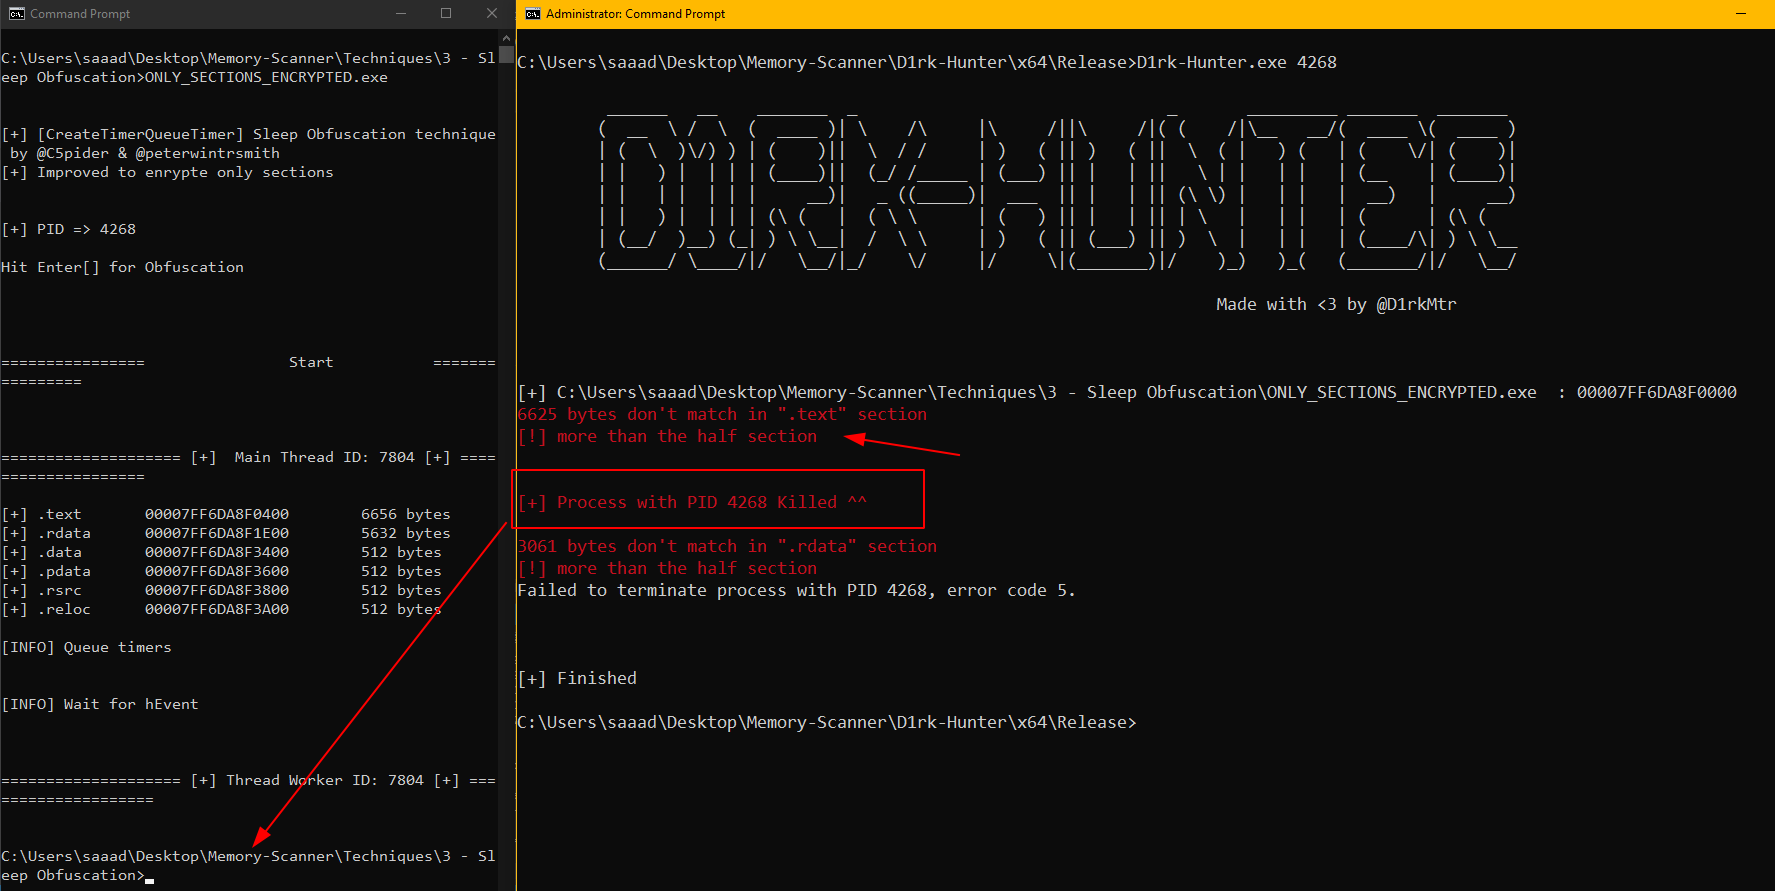 Command Prompt
C:\Users\saaad\Desktop\Memory-Scanner\Techniques\3 - Sl
eep Obfuscation>ONLY_SECTIONS_ENCRYPTED.exe
[+] [CreateTimerQueueTimer] Sleep Obfuscation technique
by @C5pider & @peterwintrsmith
[+] Improved to enrypte only sections
[+] PID => 4268
Hit Enter[] for Obfuscation
================ Start =======
=========
==================== [+] Main Thread ID: 7804 [+] ====
================
[+] .text 00007FF6DA8F0400 6656 bytes
[+] .rdata 00007FF6DA8F1E00 5632 bytes
[+] .data 00007FF6DA8F3400 512 bytes
[+] .pdata 00007FF6DA8F3600 512 bytes
[+] .rsrc 00007FF6DA8F3800 512 bytes
[+] .reloc 00007FF6DA8F3A00 512 bytes
[INFO] Queue timers
[INFO] Wait for hEvent
==================== [+] Thread Worker ID: 7804 [+] ===
=================
C:\Users\saaad\Desktop\Memory-Scanner\Techniques\3 - Sl
eep Obfuscation>
Administrator: Command Prompt
C:\Users\saaad\Desktop\Memory-Scanner\D1rk-Hunter\x64\Release>D1rk-Hunter.exe 4268
D1RK-HUNTER
Made with <3 by @D1rkMtr
[+] C:\Users\saaad\Desktop\Memory-Scanner\Techniques\3 - Sleep Obfuscation\ONLY_SECTIONS_ENCRYPTED.exe : 00007FF6DA8F0000
6625 bytes don't match in ".text" section
[!] more than the half section
[+] Process with PID 4268 Killed ^^
3061 bytes don't match in ".rdata" section
[!] more than the half section
Failed to terminate process with PID 4268, error code 5.
[+] Finished
C:\Users\saaad\Desktop\Memory-Scanner\D1rk-Hunter\x64\Release>